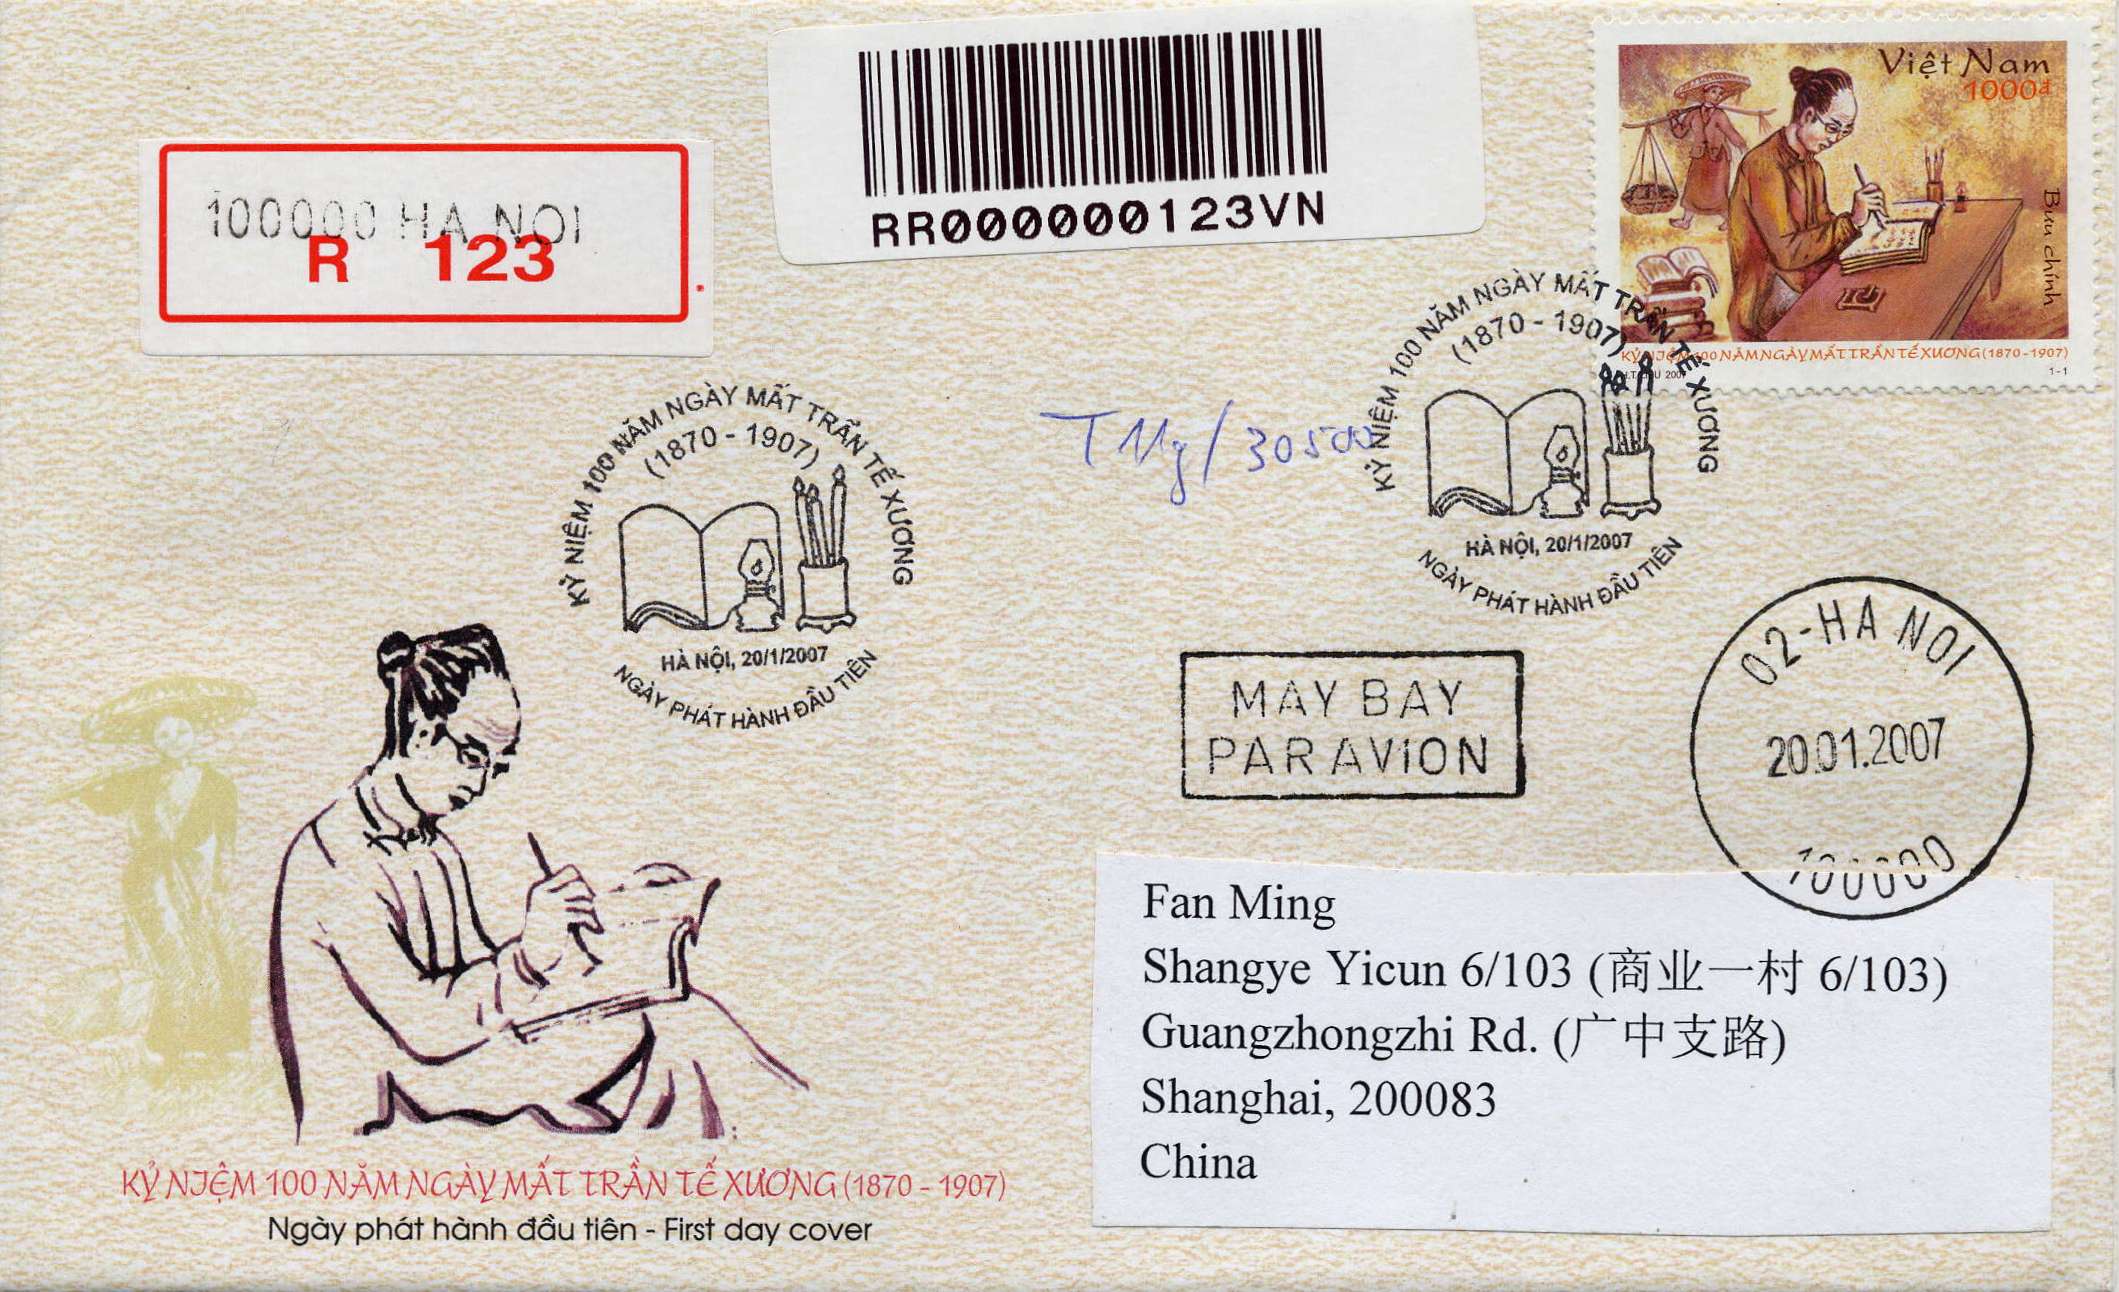 RR000000123VN
100000 HA NOI
R 123
Việt Nam
1000đ
Bưu chính
KỶ NIỆM 100 NĂM NGÀY MẤT TRẦN TẾ XƯƠNG (1870 - 1907)
2007
1-1
KỶ NIỆM 100 NĂM NGÀY MẤT TRẦN TẾ XƯƠNG
(1870 - 1907)
HÀ NỘI, 20/1/2007
NGÀY PHÁT HÀNH ĐẦU TIÊN
KỶ NIỆM 100 NĂM NGÀY MẤT TRẦN TẾ XƯƠNG
(1870 - 1907)
HÀ NỘI, 20/1/2007
NGÀY PHÁT HÀNH ĐẦU TIÊN
30500
MAY BAY
PAR AVION
02-HA NOI
20.01.2007
100000
Fan Ming
Shangye Yicun 6/103 (商业一村 6/103)
Guangzhongzhi Rd. (广中支路)
Shanghai, 200083
China
KỶ NIỆM 100 NĂM NGÀY MẤT TRẦN TẾ XƯƠNG (1870 - 1907)
Ngày phát hành đầu tiên - First day cover